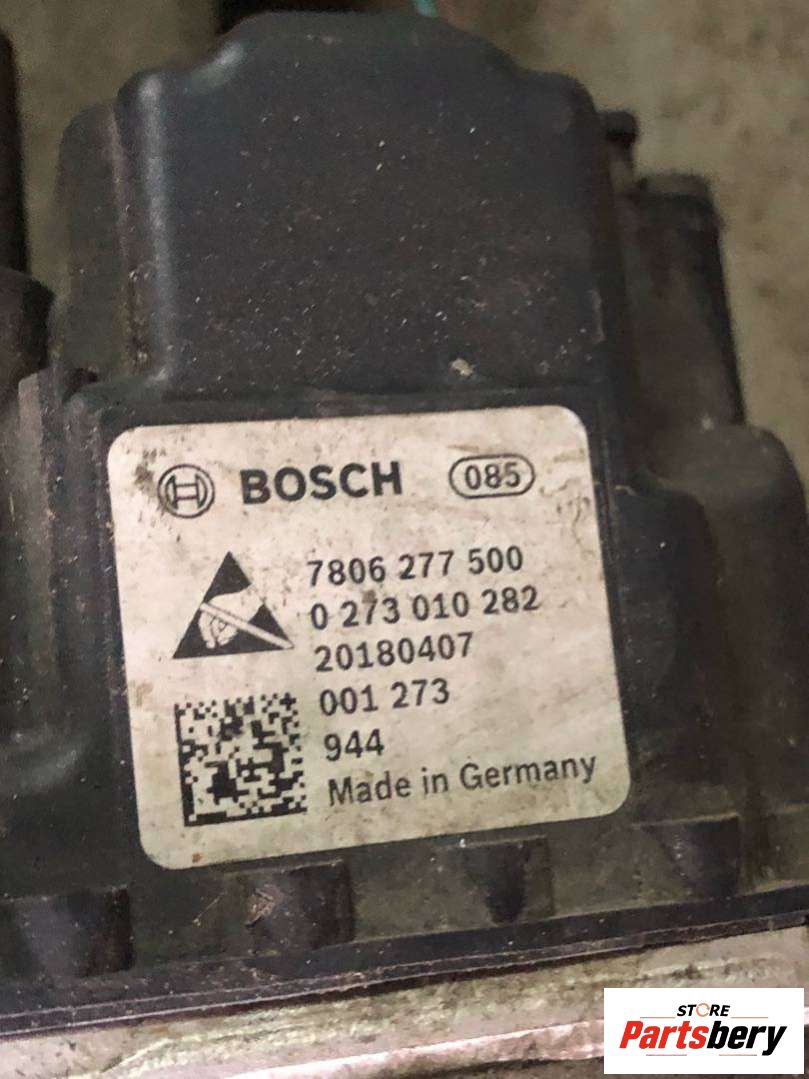 BOSCH 085
7806 277 500
0 273 010 282
20180407
001 273
944
Made in Germany
STORE
Partsbery